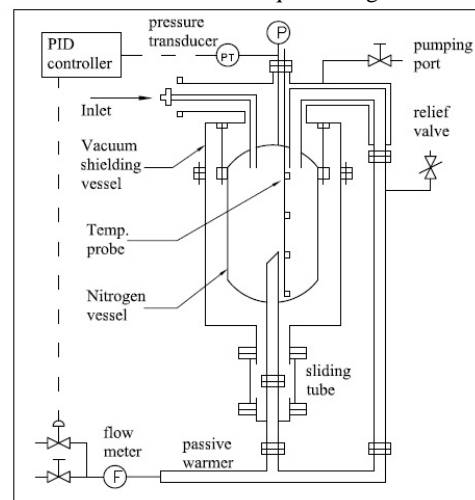 PID
controller
pressure
transducer
PT
P
pumping
port
Inlet
relief
valve
Vacuum
shielding
vessel
Temp.
probe
Nitrogen
vessel
sliding
tube
flow
meter
passive
warmer
F